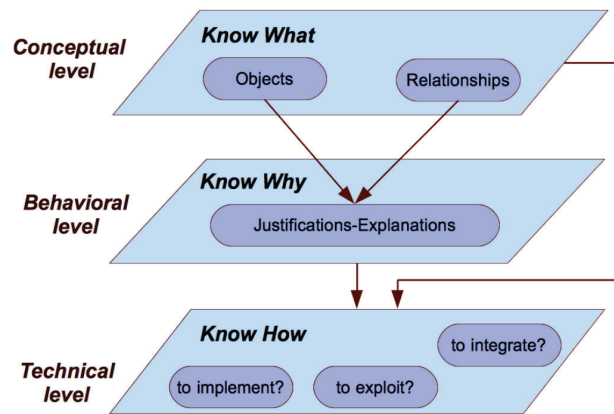 Conceptual
level
Know What
Objects
Relationships
Behavioral
level
Know Why
Justifications-Explanations
Technical
level
Know How
to integrate?
to implement?
to exploit?